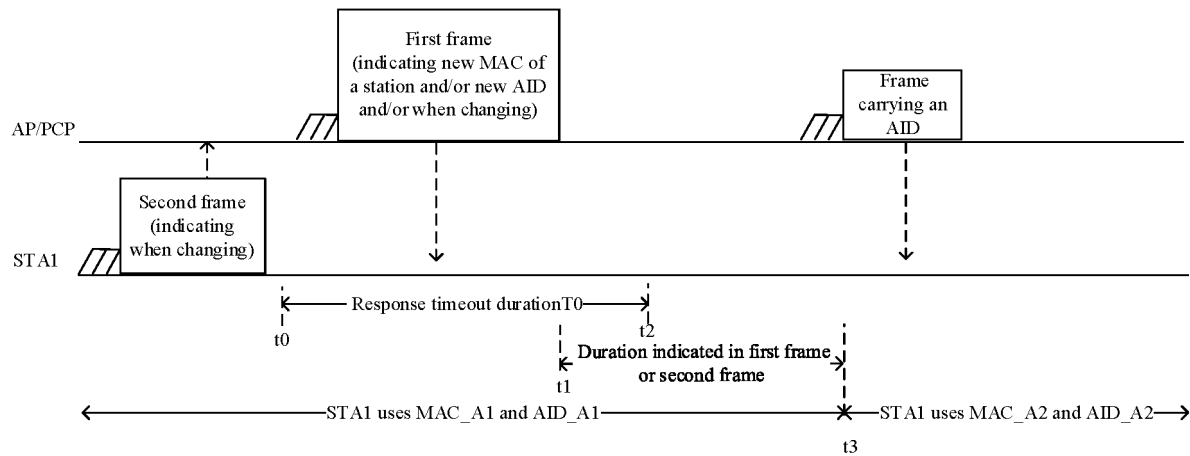 First frame
(indicating new MAC of
a station and/or new AID
and/or when changing)
Frame
carrying an
AID
AP/PCP
Second frame
(indicating
when changing)
STA1
Response timeout durationT0
t0
t2
Duration indicated in first frame
or second frame
t1
STA1 uses MAC_A1 and AID_A1
STA1 uses MAC_A2 and AID_A2
t3